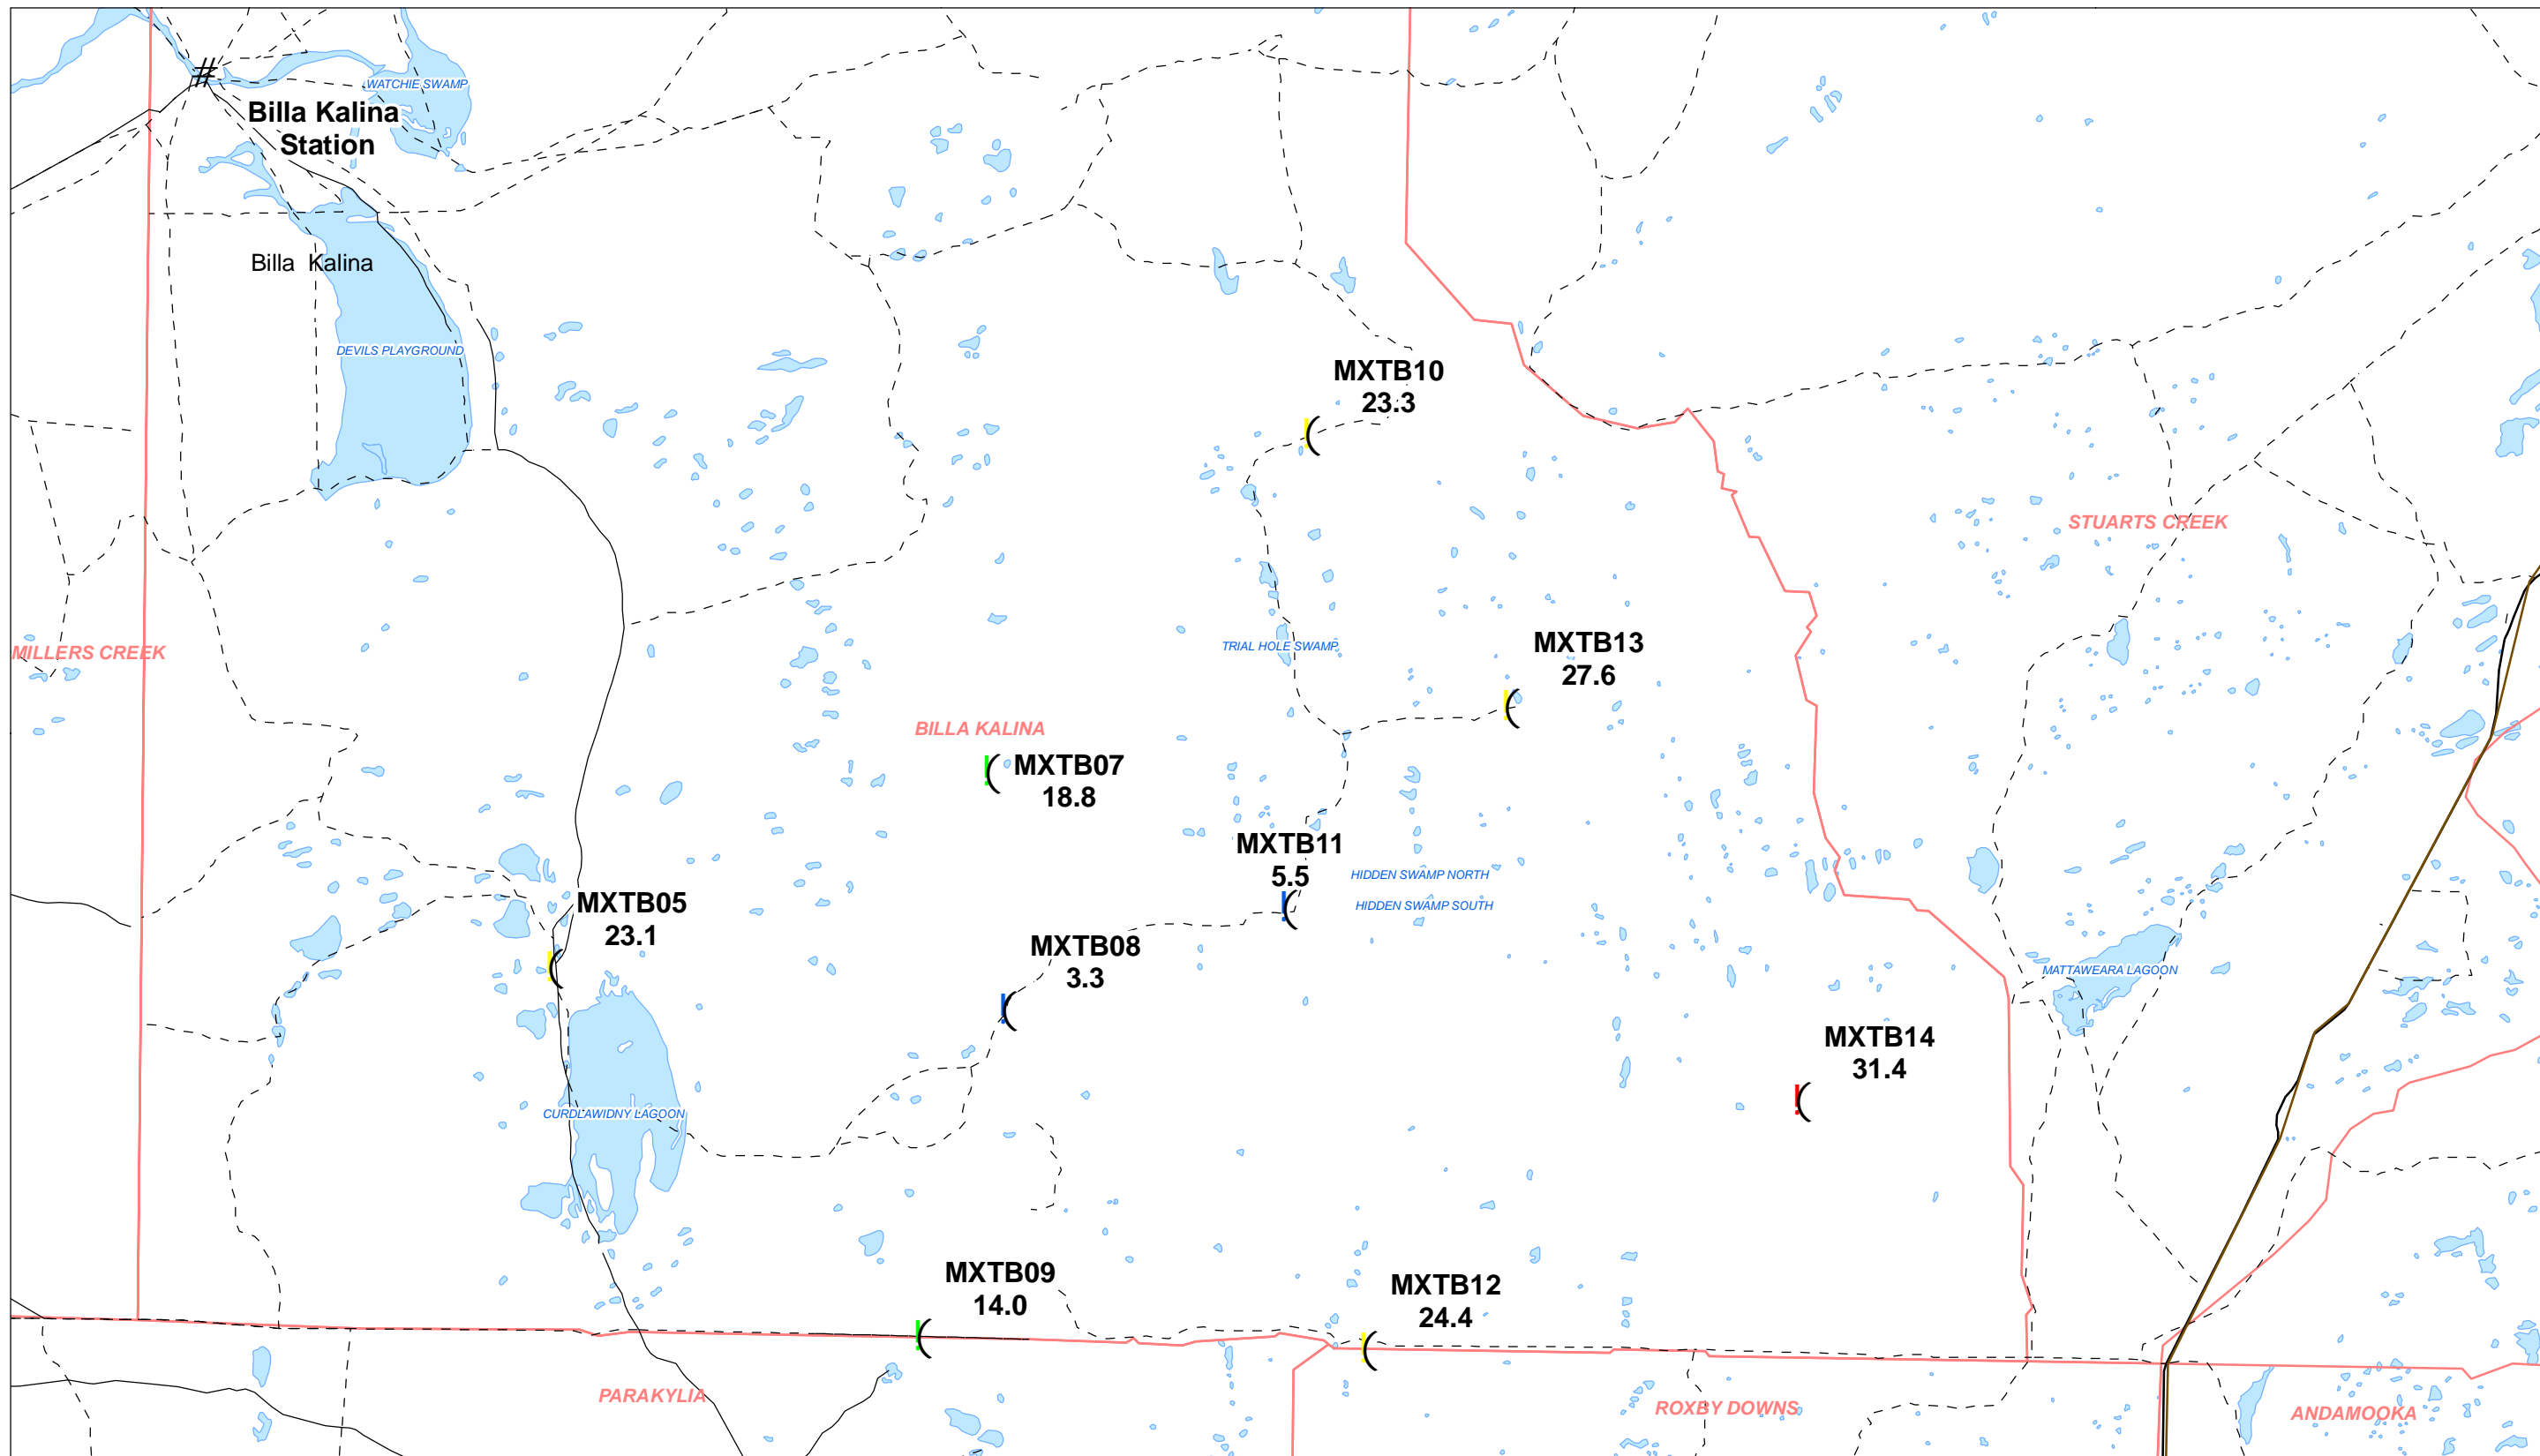 WATCHIE SWAMP
Billa Kalina
Station
Billa Kalina
DEVILS PLAYGROUND
MXTB10
23.3
STUARTS CREEK
MILLERS CREEK
TRIAL HOLE SWAMP
MXTB13
27.6
BILLA KALINA
MXTB07
18.8
MXTB11
5.5
HIDDEN SWAMP NORTH
HIDDEN SWAMP SOUTH
MXTB05
23.1
MXTB08
3.3
MATTAWEARA LAGOON
MXTB14
31.4
CURDLAWIDNY LAGOON
MXTB09
14.0
MXTB12
24.4
PARAKYLIA
ROXBY DOWNS
ANDAMOOKA